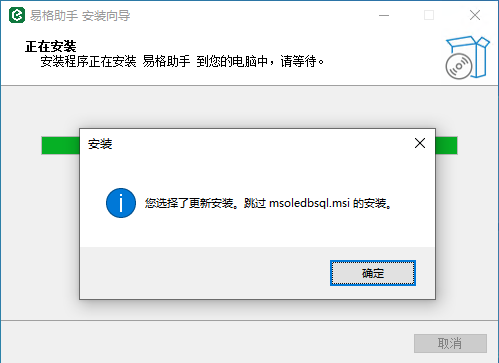 易格助手 安装向导
正在安装
安装程序正在安装 易格助手 到您的电脑中，请等待。
安装
您选择了更新安装。跳过 msoledbsql.msi 的安装。
确定
取消